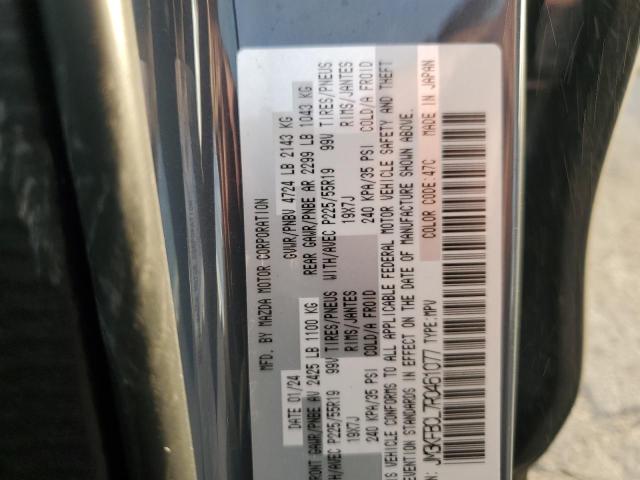 MFD. BY MAZDA MOTOR CORPORATION
DATE 01/24 GVWR/PNBV 4724 LB 2143 KG
FRONT GAWR/PNBE AV 2425 LB 1100 KG REAR GAWR/PNBE AR 2299 LB 1043 KG
WITH/AVEC P225/55R19 99V TIRES/PNEUS WITH/AVEC P225/55R19 99V TIRES/PNEUS
19X7J RIMS/JANTES 19X7J RIMS/JANTES
240 KPA/35 PSI COLD/A FROID 240 KPA/35 PSI COLD/A FROID
VEHICLE CONFORMS TO ALL APPLICABLE FEDERAL MOTOR VEHICLE SAFETY AND THEFT
STANDARDS IN EFFECT ON THE DATE OF MANUFACTURE SHOWN ABOVE.
COLOR CODE:47C MADE IN JAPAN
TYPE:MPV